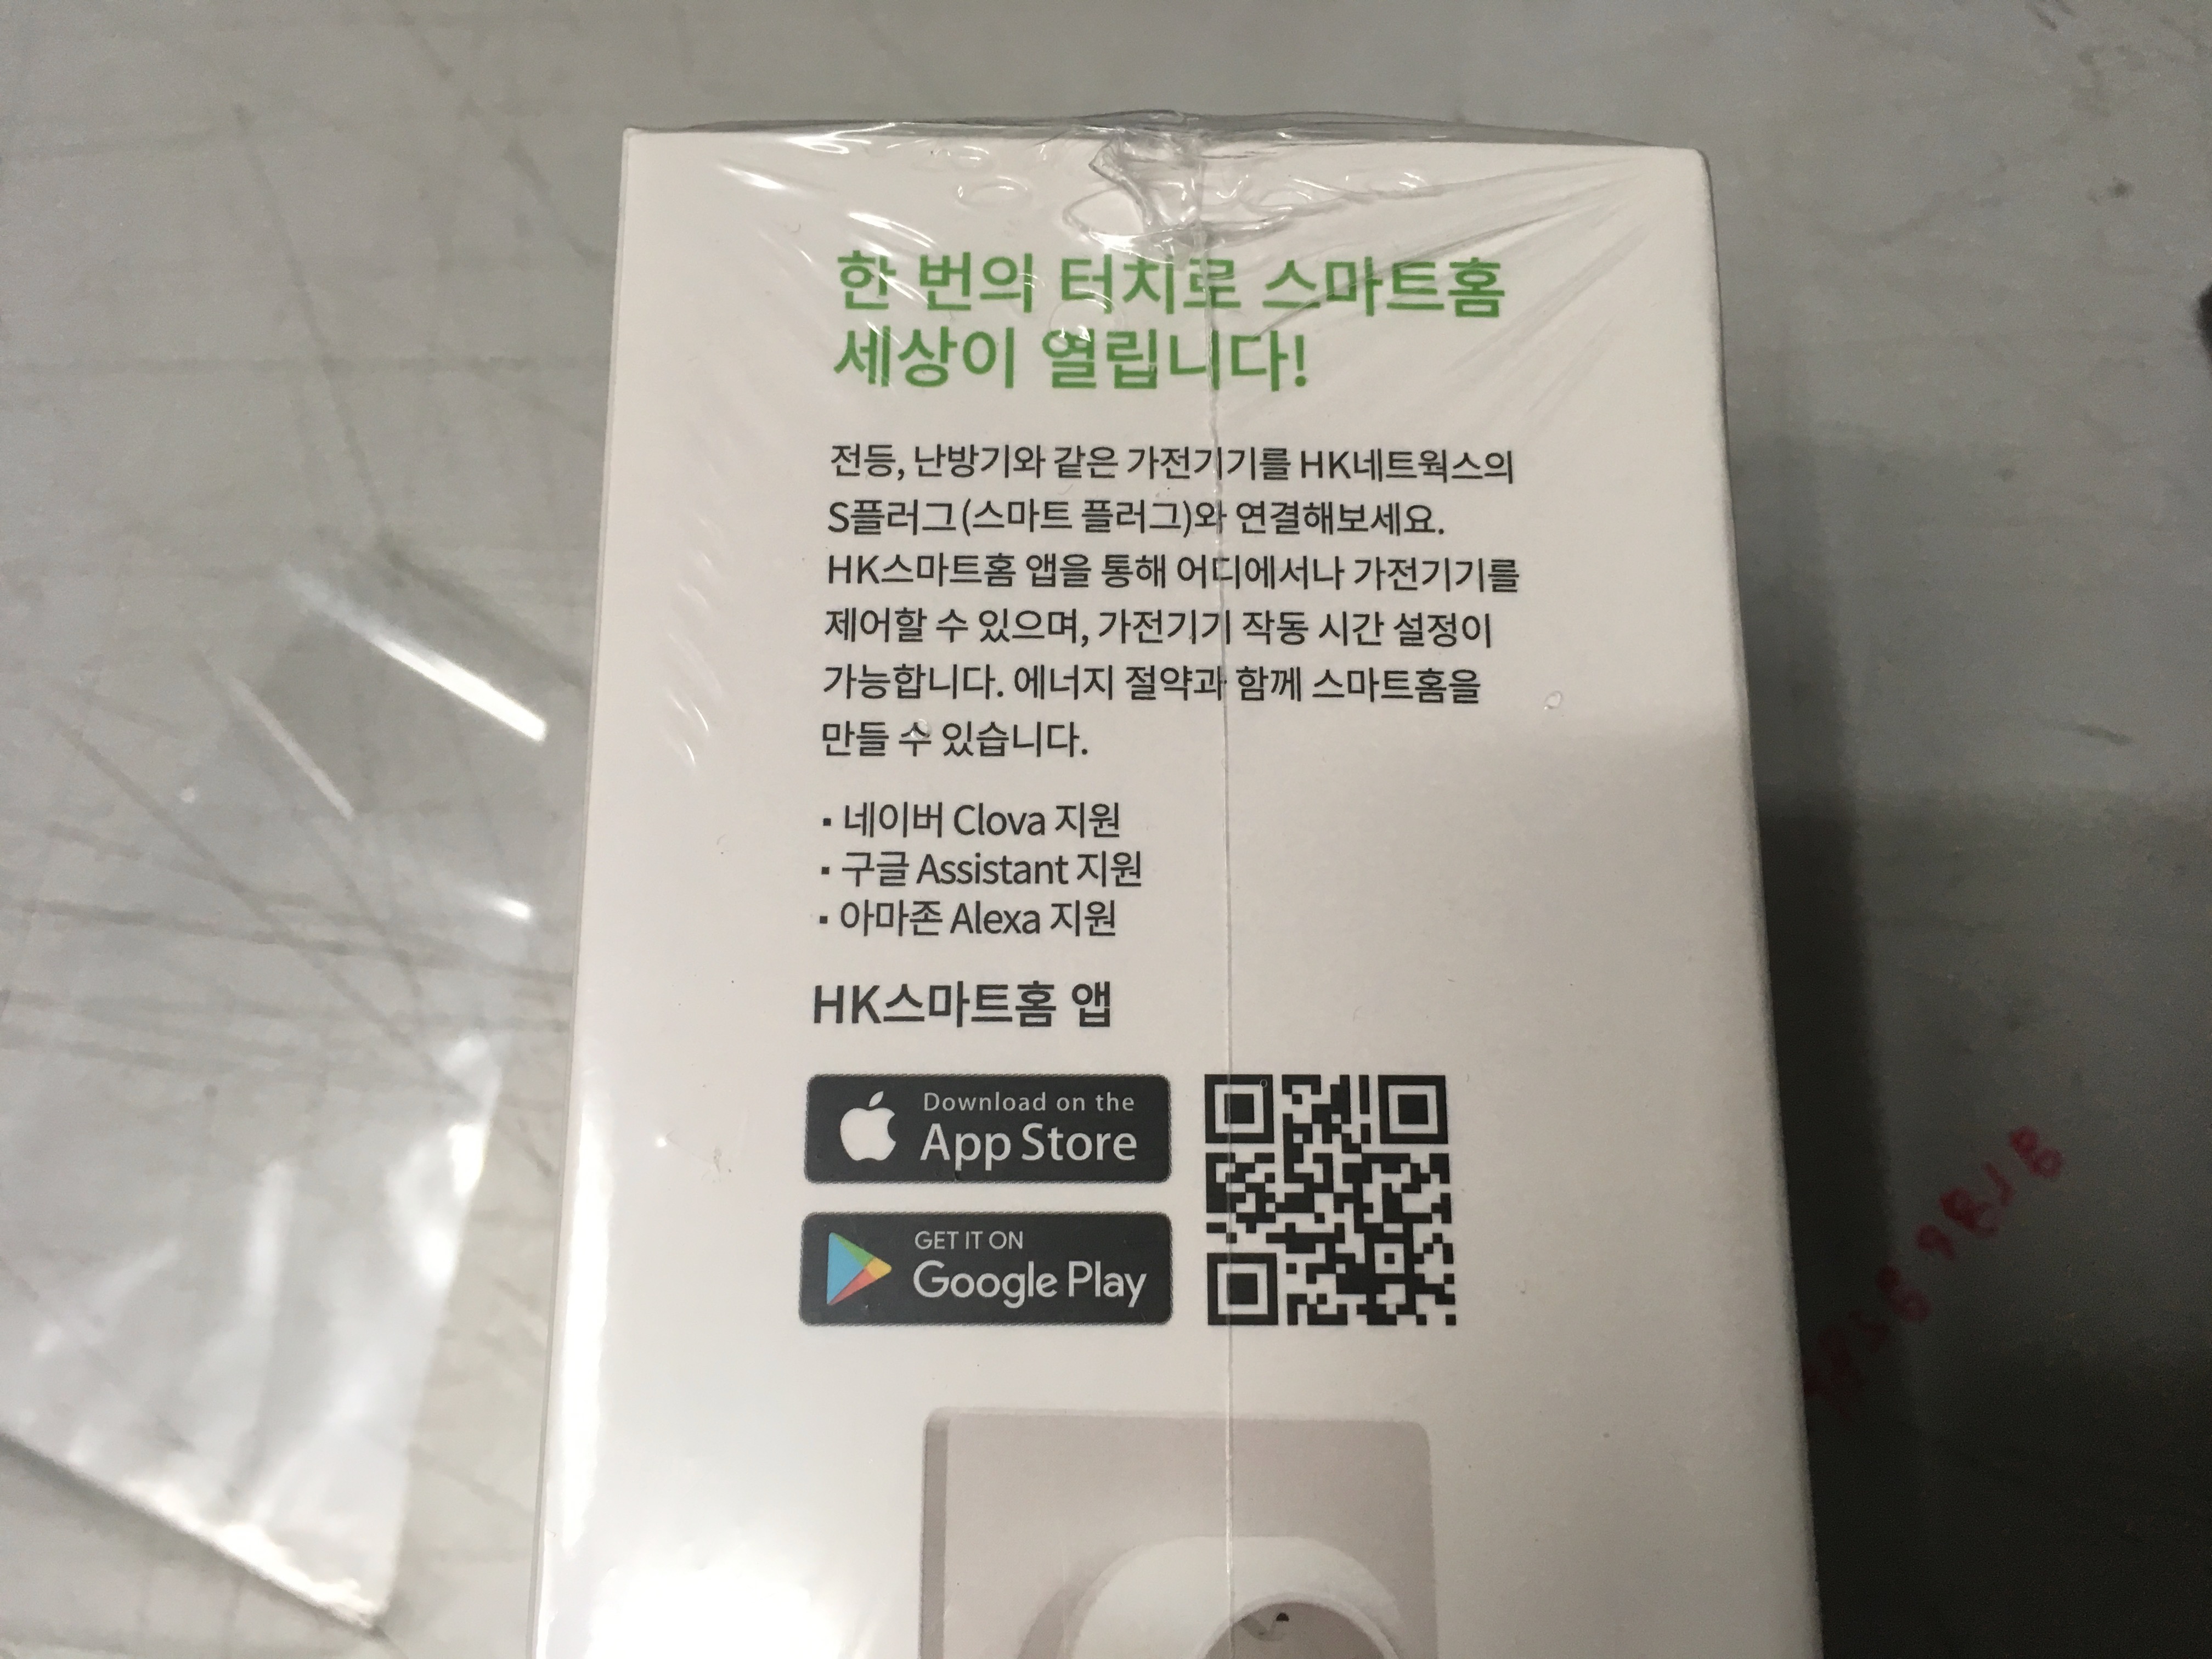 한 번의 터치로 스마트홈
세상이 열립니다!
전등, 난방기와 같은 가전기기를 HK네트웍스의
S플러그(스마트 플러그)와 연결해보세요.
HK스마트홈 앱을 통해 어디에서나 가전기기를
제어할 수 있으며, 가전기기 작동 시간 설정이
가능합니다. 에너지 절약과 함께 스마트홈을
만들 수 있습니다.
▪ 네이버 Clova 지원
▪ 구글 Assistant 지원
▪ 아마존 Alexa 지원
HK스마트홈 앱
Download on the
App Store
GET IT ON
Google Play